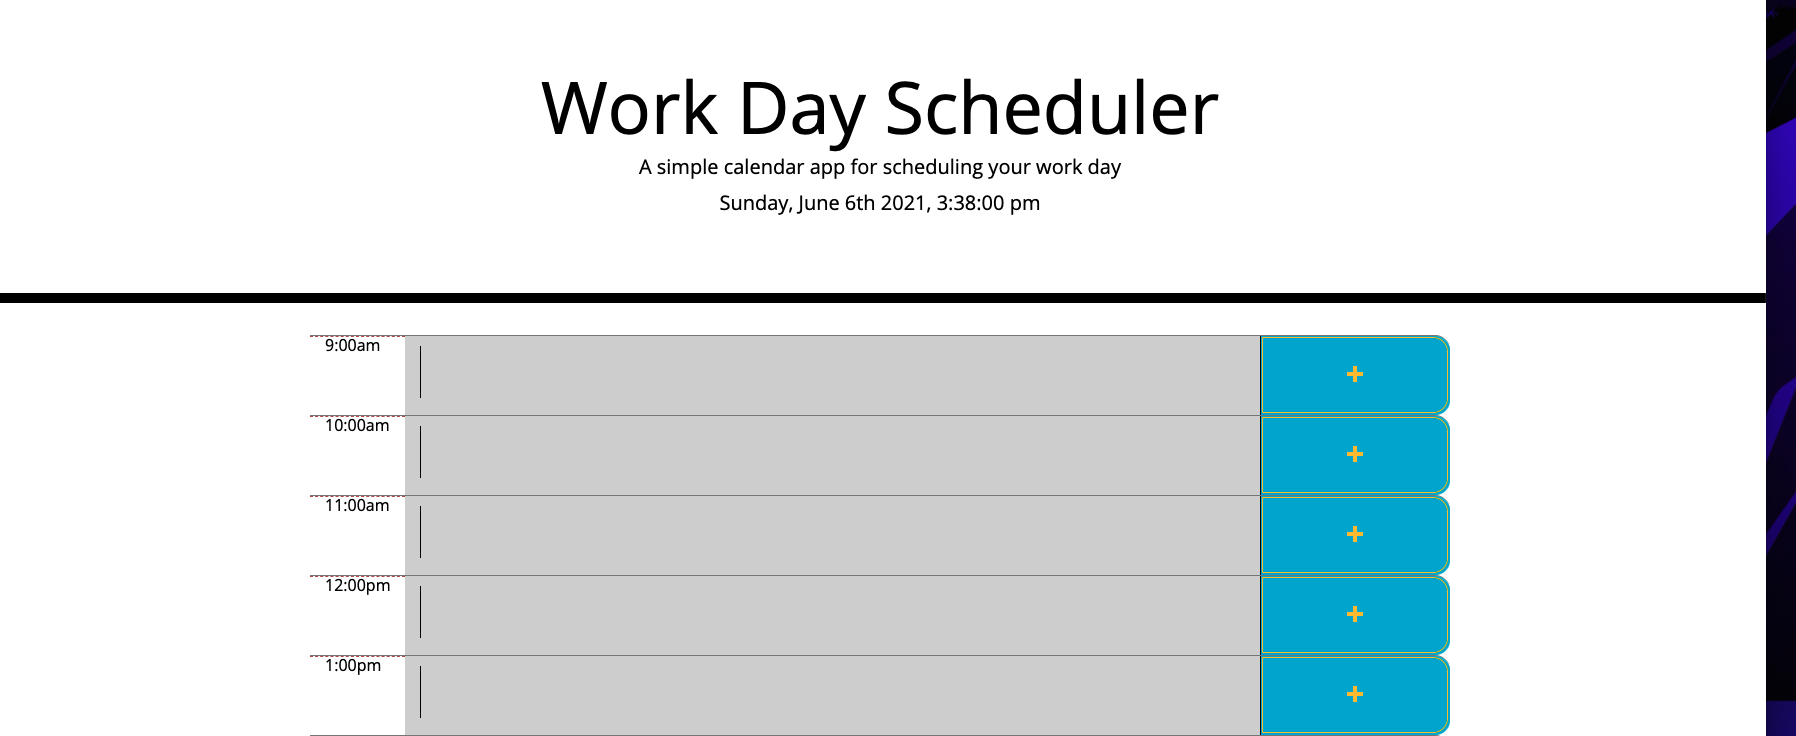 Work Day Scheduler
A simple calendar app for scheduling your work day
Sunday, June 6th 2021, 3:38:00 pm
9:00am
+
10:00am
+
11:00am
+
12:00pm
+
1:00pm
+